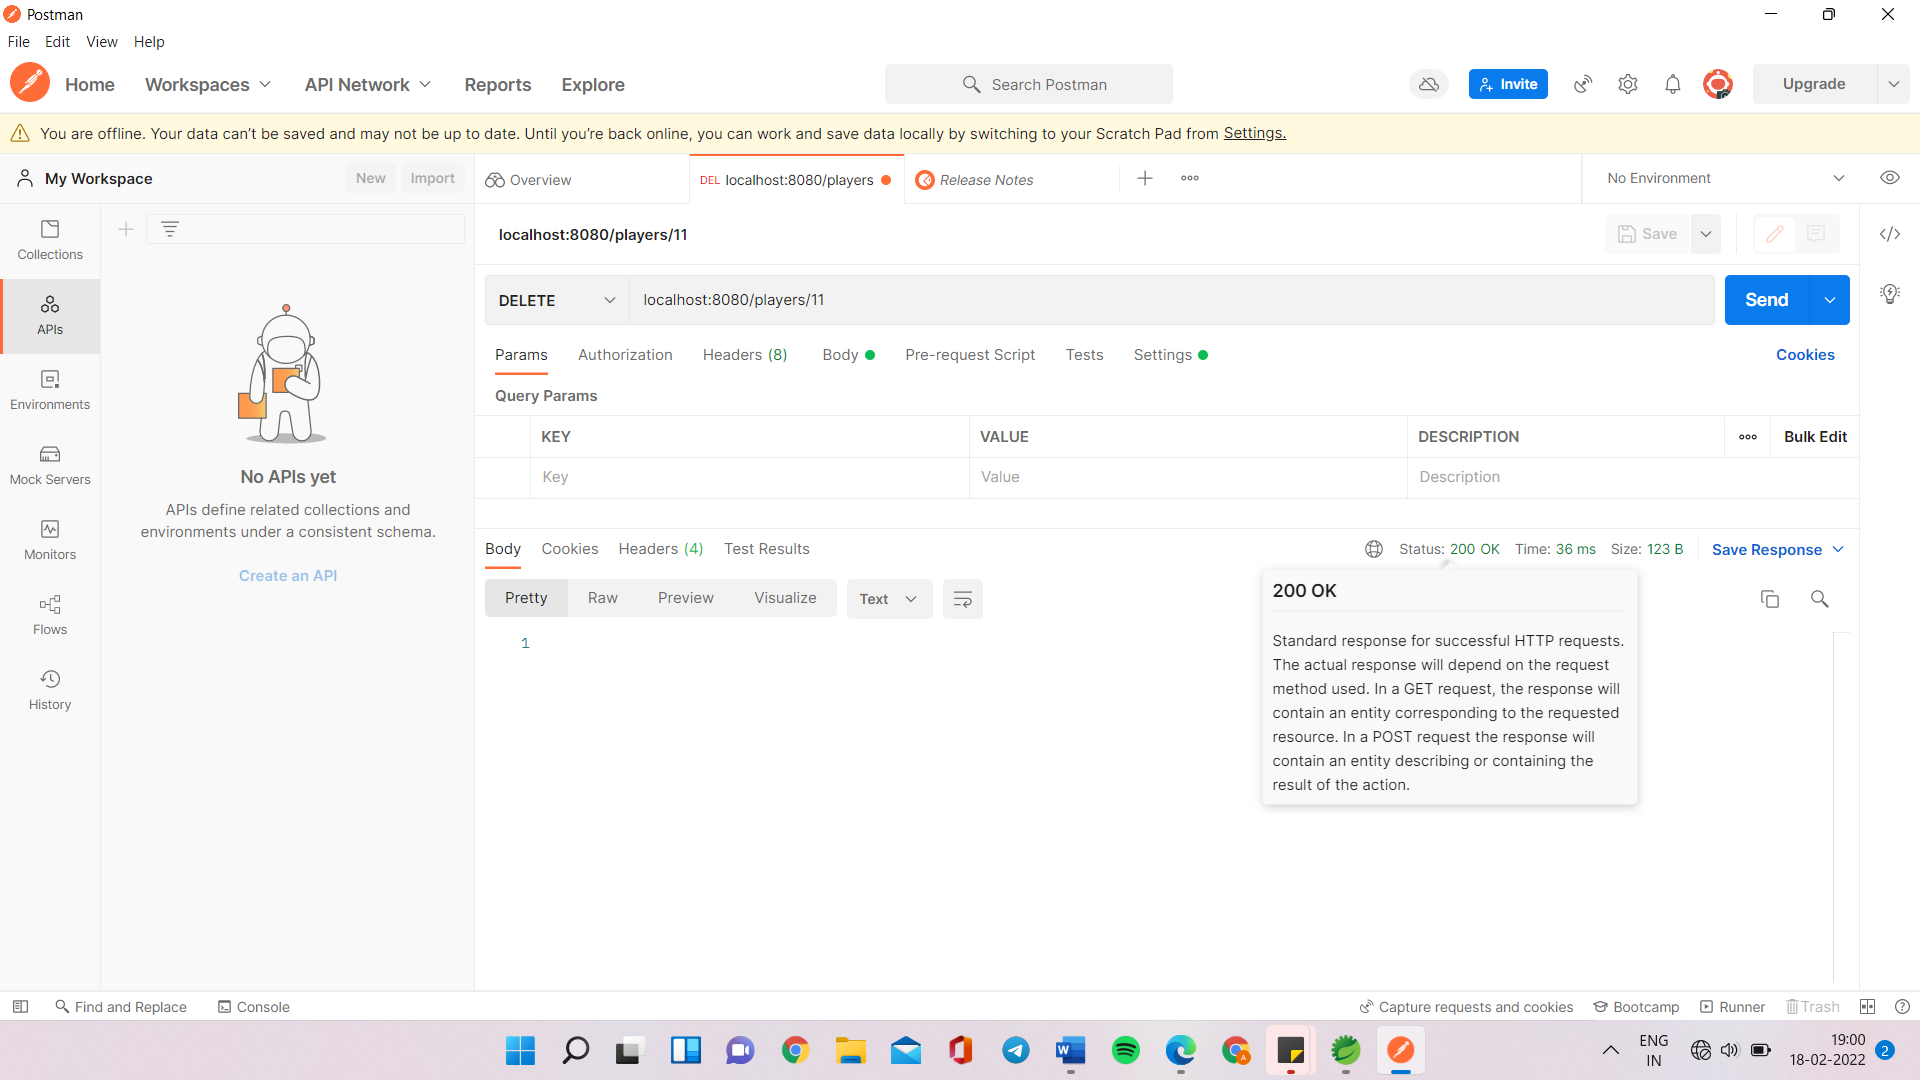 Postman
File Edit View Help
Home Workspaces API Network Reports Explore Search Postman Invite Upgrade
You are offline. Your data can't be saved and may not be up to date. Until you're back online, you can work and save data locally by switching to your Scratch Pad from Settings.
My Workspace New Import Overview DEL localhost:8080/players Release Notes No Environment
localhost:8080/players/11 Save
Collections
APIs
Environments
Mock Servers
Monitors
Flows
History
No APIs yet
APIs define related collections and
environments under a consistent schema.
Create an API
DELETE localhost:8080/players/11 Send
Params Authorization Headers (8) Body Pre-request Script Tests Settings Cookies
Query Params
KEY VALUE DESCRIPTION Bulk Edit
Key Value Description
Body Cookies Headers (4) Test Results Status: 200 OK Time: 36 ms Size: 123 B Save Response
Pretty Raw Preview Visualize Text
1
200 OK
Standard response for successful HTTP requests.
The actual response will depend on the request
method used. In a GET request, the response will
contain an entity corresponding to the requested
resource. In a POST request the response will
contain an entity describing or containing the
result of the action.
Find and Replace Console Capture requests and cookies Bootcamp Runner Trash
ENG
IN
19:00
18-02-2022
2